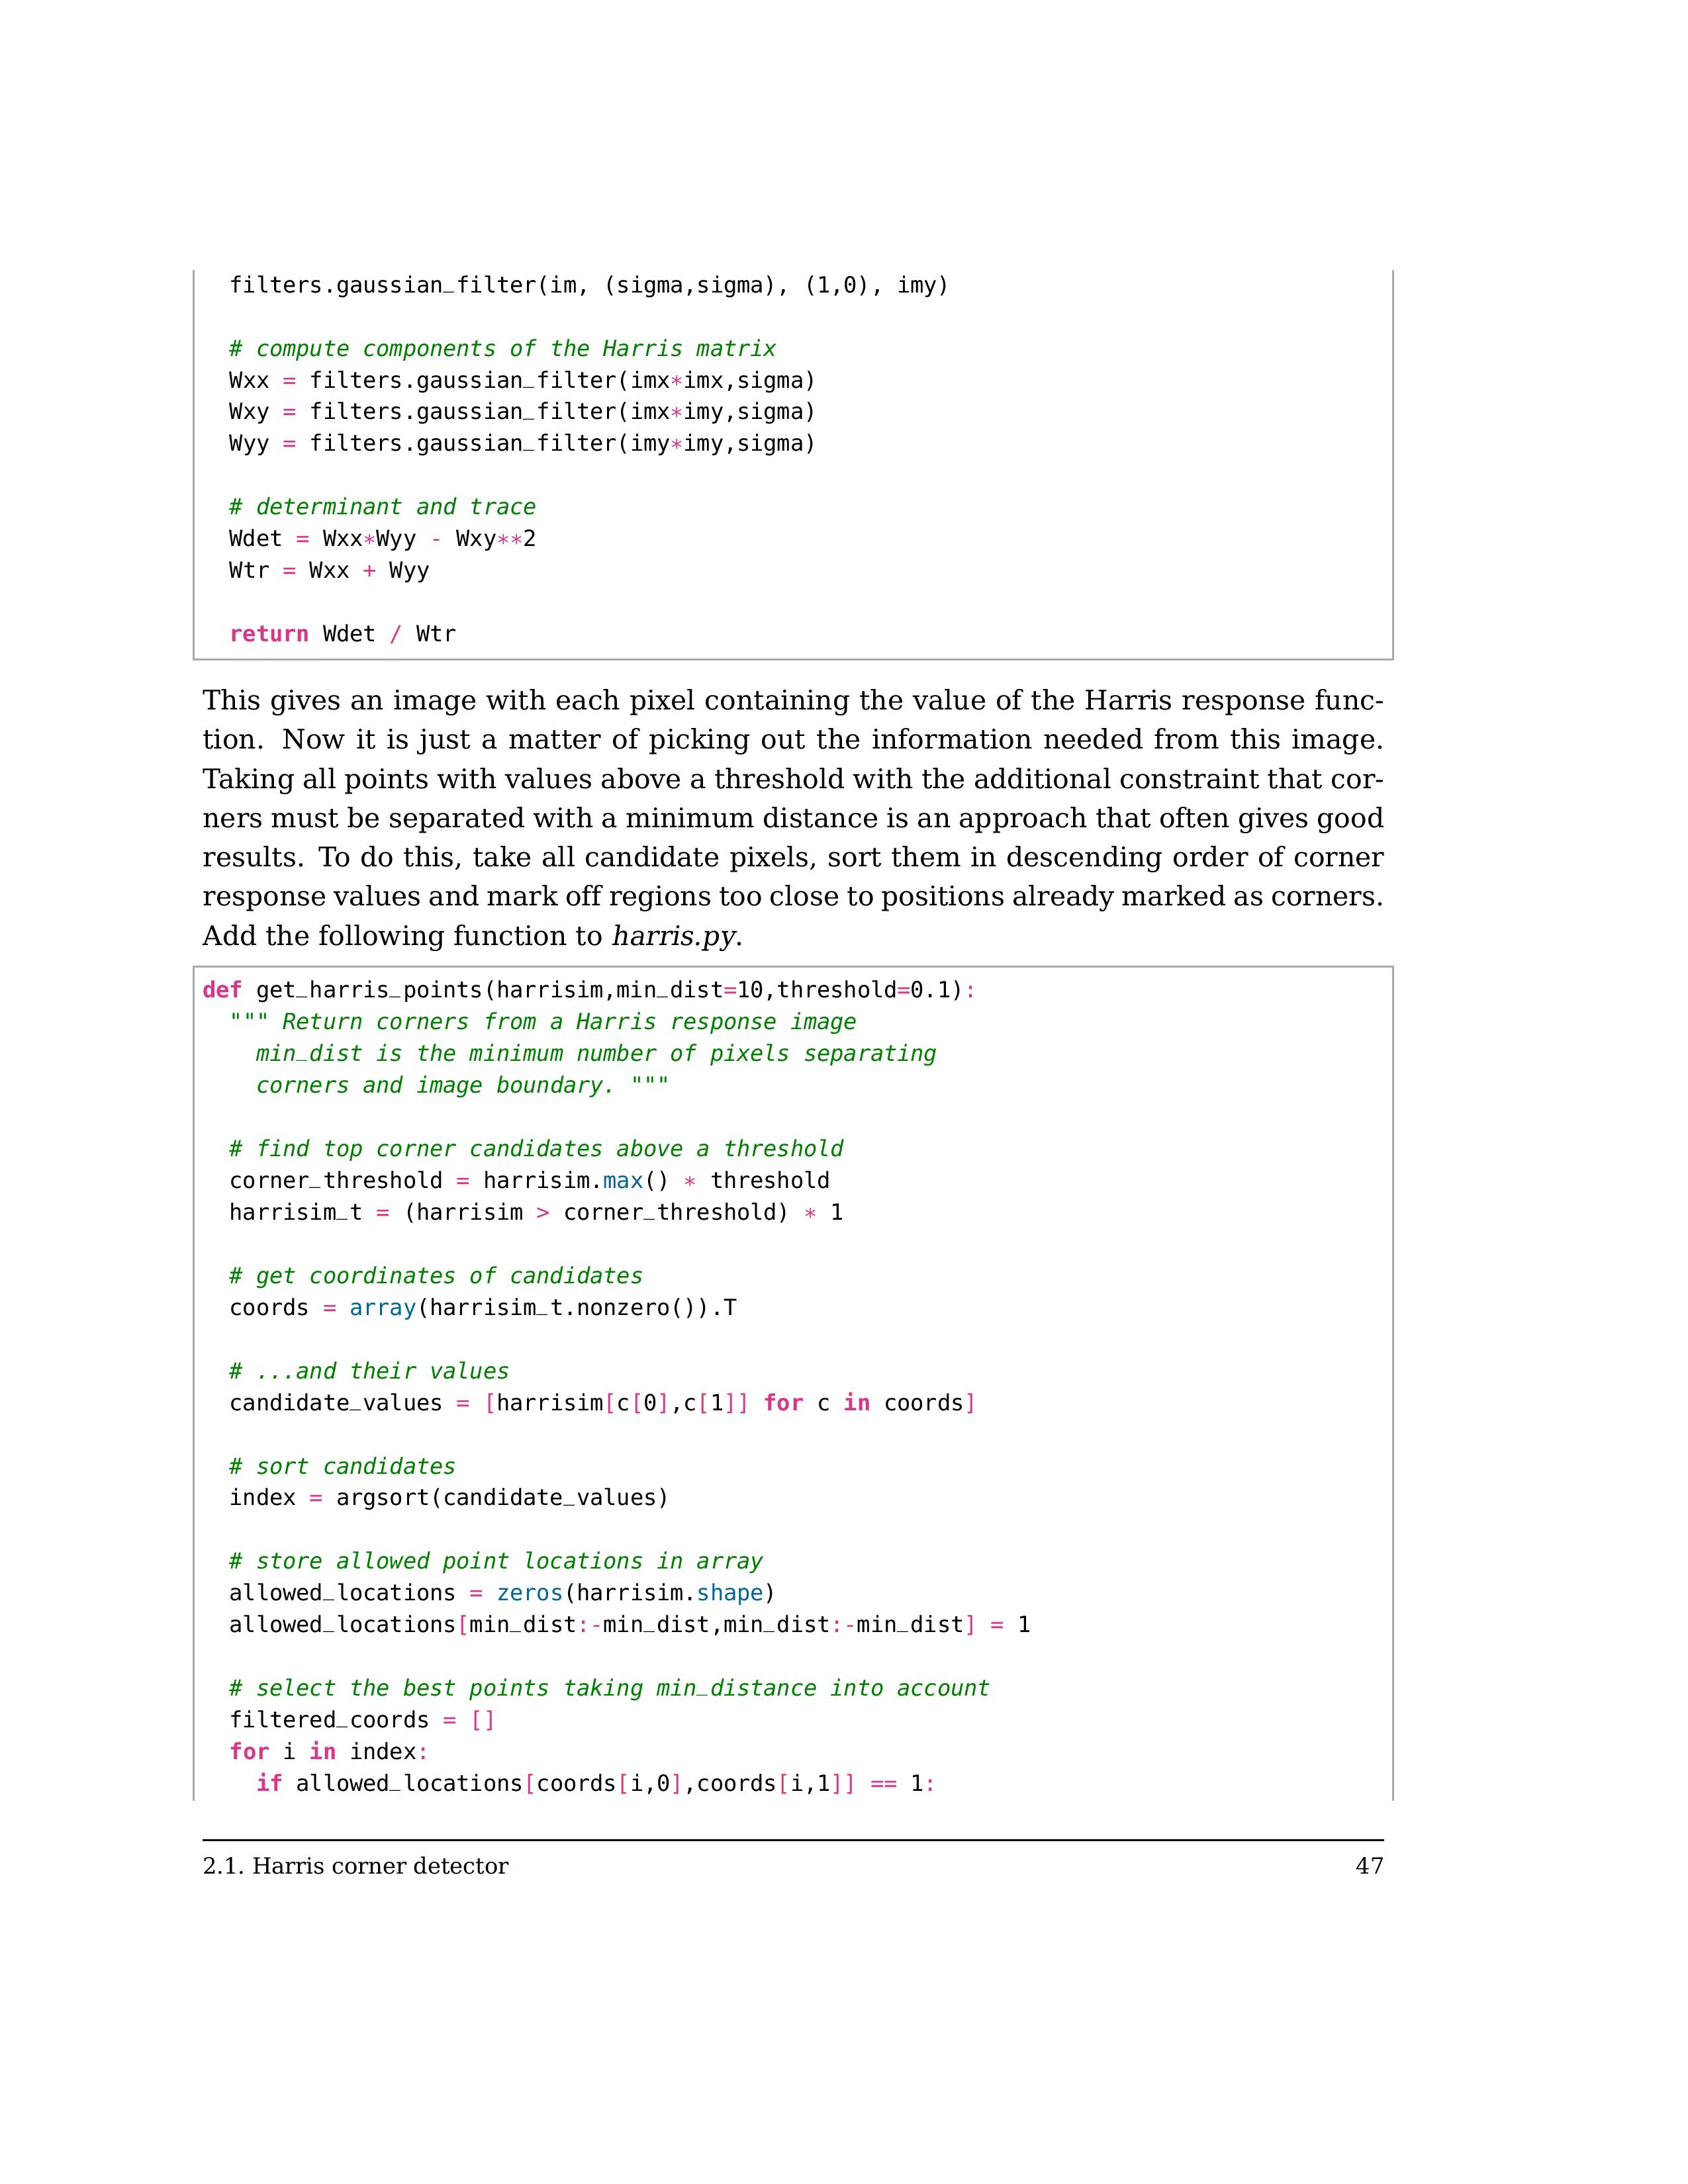 filters.gaussian_filter(im, (sigma,sigma), (1,0), imy)
# compute components of the Harris matrix
Wxx = filters.gaussian_filter(imx*imx,sigma)
Wxy = filters.gaussian_filter(imx*imy,sigma)
Wyy = filters.gaussian_filter(imy*imy,sigma)
# determinant and trace
Wdet = Wxx*Wyy - Wxy**2
Wtr = Wxx + Wyy
return Wdet / Wtr
This gives an image with each pixel containing the value of the Harris response func-
tion. Now it is just a matter of picking out the information needed from this image.
Taking all points with values above a threshold with the additional constraint that cor-
ners must be separated with a minimum distance is an approach that often gives good
results. To do this, take all candidate pixels, sort them in descending order of corner
response values and mark off regions too close to positions already marked as corners.
Add the following function to harris.py.
def get_harris_points(harrisim,min_dist=10,threshold=0.1):
""" Return corners from a Harris response image
min_dist is the minimum number of pixels separating
corners and image boundary. """
# find top corner candidates above a threshold
corner_threshold = harrisim.max() * threshold
harrisim_t = (harrisim > corner_threshold) * 1
# get coordinates of candidates
coords = array(harrisim_t.nonzero()).T
# ...and their values
candidate_values = [harrisim[c[0],c[1]] for c in coords]
# sort candidates
index = argsort(candidate_values)
# store allowed point locations in array
allowed_locations = zeros(harrisim.shape)
allowed_locations[min_dist:-min_dist,min_dist:-min_dist] = 1
# select the best points taking min_distance into account
filtered_coords = []
for i in index:
if allowed_locations[coords[i,0],coords[i,1]] == 1:
2.1. Harris corner detector 47